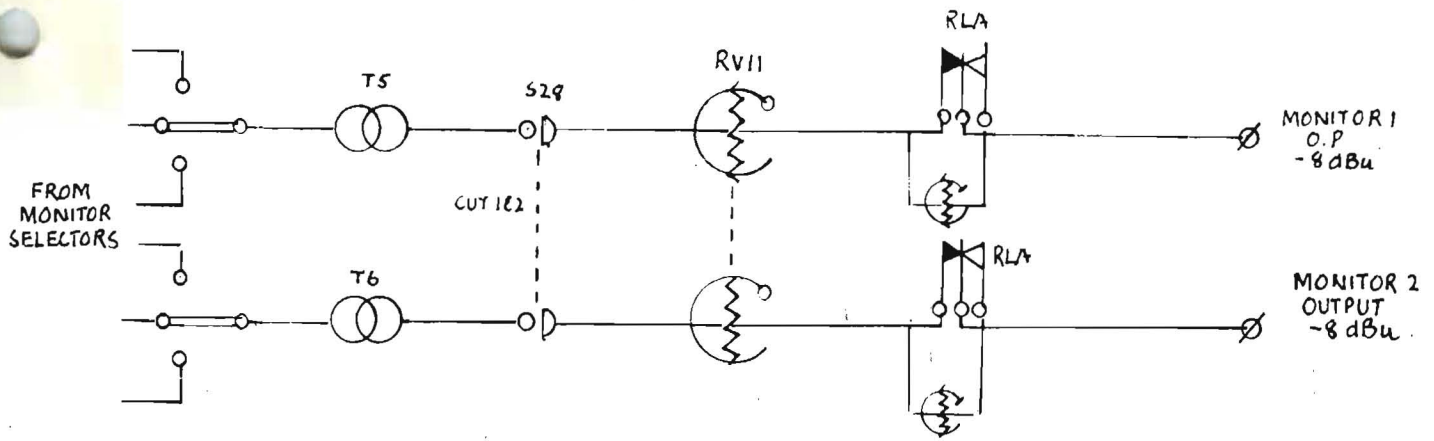 RLA
RV11
T5
S28
MONITOR 1
O.P
-8 dBu
FROM
MONITOR
SELECTORS
CUT 1&2
RLA
T6
MONITOR 2
OUTPUT
-8 dBu.